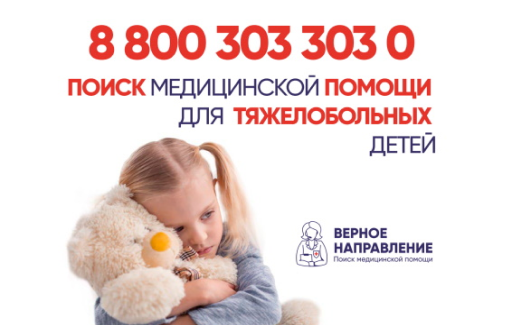 8 800 303 303 0
ПОИСК МЕДИЦИНСКОЙ ПОМОЩИ
ДЛЯ ТЯЖЕЛОБОЛЬНЫХ
ДЕТЕЙ
ВЕРНОЕ
НАПРАВЛЕНИЕ
Поиск медицинской помощи